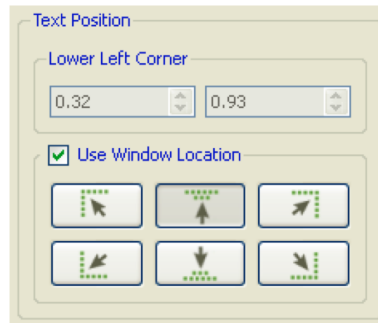 Text Position
Lower Left Corner
0.32 0.93
Use Window Location